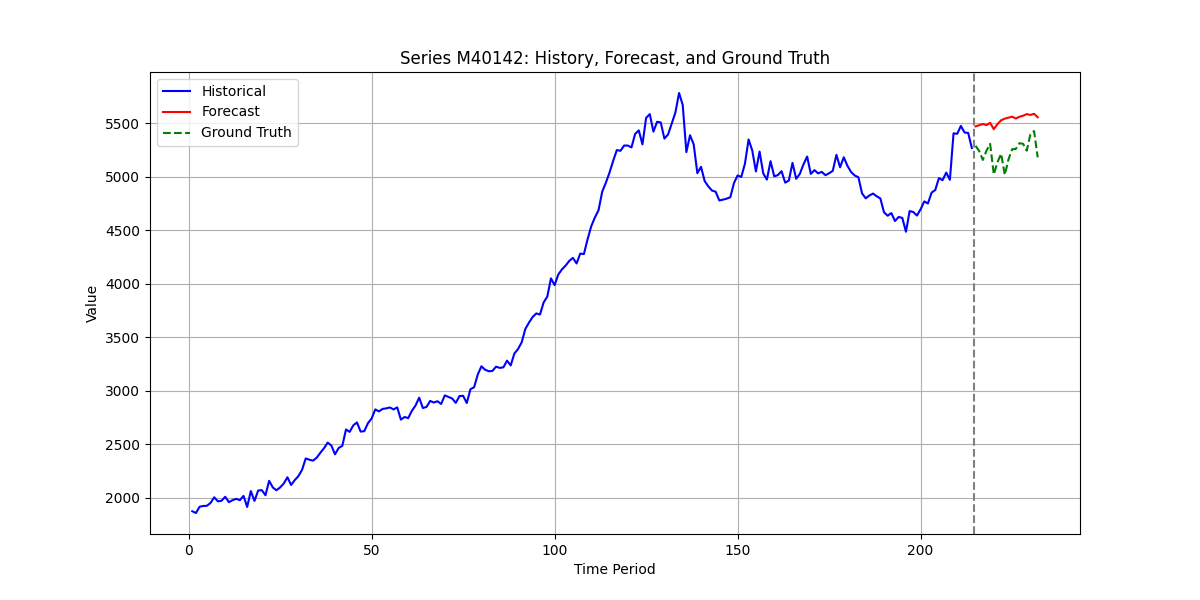 Series M40142: History, Forecast, and Ground Truth
Historical
Forecast
Ground Truth
5500
5000
4500
4000
3500
3000
2500
2000
Value
0
50
100
150
200
Time Period